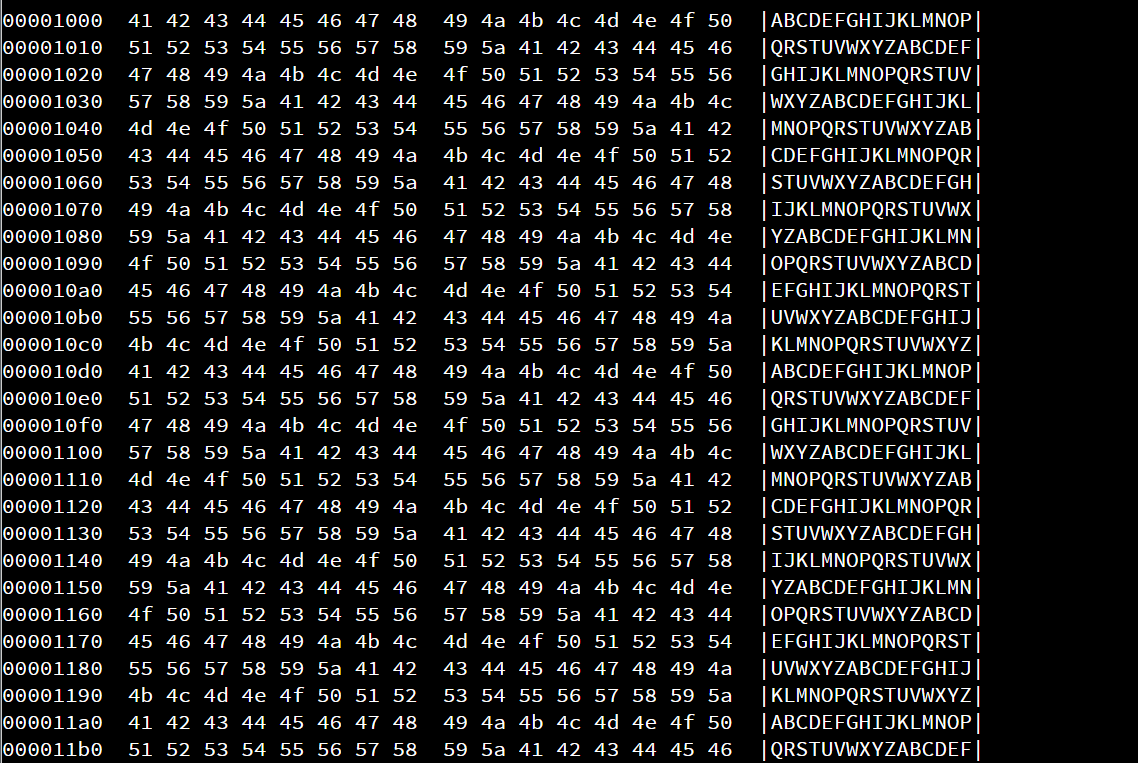 00001000  41 42 43 44 45 46 47 48  49 4a 4b 4c 4d 4e 4f 50  |ABCDEFGHIJKLMNOP|
00001010  51 52 53 54 55 56 57 58  59 5a 41 42 43 44 45 46  |QRSTUVWXYZABCDEF|
00001020  47 48 49 4a 4b 4c 4d 4e  4f 50 51 52 53 54 55 56  |GHIJKLMNOPQRSTUV|
00001030  57 58 59 5a 41 42 43 44  45 46 47 48 49 4a 4b 4c  |WXYZABCDEFGHIJKL|
00001040  4d 4e 4f 50 51 52 53 54  55 56 57 58 59 5a 41 42  |MNOPQRSTUVWXYZAB|
00001050  43 44 45 46 47 48 49 4a  4b 4c 4d 4e 4f 50 51 52  |CDEFGHIJKLMNOPQR|
00001060  53 54 55 56 57 58 59 5a  41 42 43 44 45 46 47 48  |STUVWXYZABCDEFGH|
00001070  49 4a 4b 4c 4d 4e 4f 50  51 52 53 54 55 56 57 58  |IJKLMNOPQRSTUVWX|
00001080  59 5a 41 42 43 44 45 46  47 48 49 4a 4b 4c 4d 4e  |YZABCDEFGHIJKLMN|
00001090  4f 50 51 52 53 54 55 56  57 58 59 5a 41 42 43 44  |OPQRSTUVWXYZABCD|
000010a0  45 46 47 48 49 4a 4b 4c  4d 4e 4f 50 51 52 53 54  |EFGHIJKLMNOPQRST|
000010b0  55 56 57 58 59 5a 41 42  43 44 45 46 47 48 49 4a  |UVWXYZABCDEFGHIJ|
000010c0  4b 4c 4d 4e 4f 50 51 52  53 54 55 56 57 58 59 5a  |KLMNOPQRSTUVWXYZ|
000010d0  41 42 43 44 45 46 47 48  49 4a 4b 4c 4d 4e 4f 50  |ABCDEFGHIJKLMNOP|
000010e0  51 52 53 54 55 56 57 58  59 5a 41 42 43 44 45 46  |QRSTUVWXYZABCDEF|
000010f0  47 48 49 4a 4b 4c 4d 4e  4f 50 51 52 53 54 55 56  |GHIJKLMNOPQRSTUV|
00001100  57 58 59 5a 41 42 43 44  45 46 47 48 49 4a 4b 4c  |WXYZABCDEFGHIJKL|
00001110  4d 4e 4f 50 51 52 53 54  55 56 57 58 59 5a 41 42  |MNOPQRSTUVWXYZAB|
00001120  43 44 45 46 47 48 49 4a  4b 4c 4d 4e 4f 50 51 52  |CDEFGHIJKLMNOPQR|
00001130  53 54 55 56 57 58 59 5a  41 42 43 44 45 46 47 48  |STUVWXYZABCDEFGH|
00001140  49 4a 4b 4c 4d 4e 4f 50  51 52 53 54 55 56 57 58  |IJKLMNOPQRSTUVWX|
00001150  59 5a 41 42 43 44 45 46  47 48 49 4a 4b 4c 4d 4e  |YZABCDEFGHIJKLMN|
00001160  4f 50 51 52 53 54 55 56  57 58 59 5a 41 42 43 44  |OPQRSTUVWXYZABCD|
00001170  45 46 47 48 49 4a 4b 4c  4d 4e 4f 50 51 52 53 54  |EFGHIJKLMNOPQRST|
00001180  55 56 57 58 59 5a 41 42  43 44 45 46 47 48 49 4a  |UVWXYZABCDEFGHIJ|
00001190  4b 4c 4d 4e 4f 50 51 52  53 54 55 56 57 58 59 5a  |KLMNOPQRSTUVWXYZ|
000011a0  41 42 43 44 45 46 47 48  49 4a 4b 4c 4d 4e 4f 50  |ABCDEFGHIJKLMNOP|
000011b0  51 52 53 54 55 56 57 58  59 5a 41 42 43 44 45 46  |QRSTUVWXYZABCDEF|